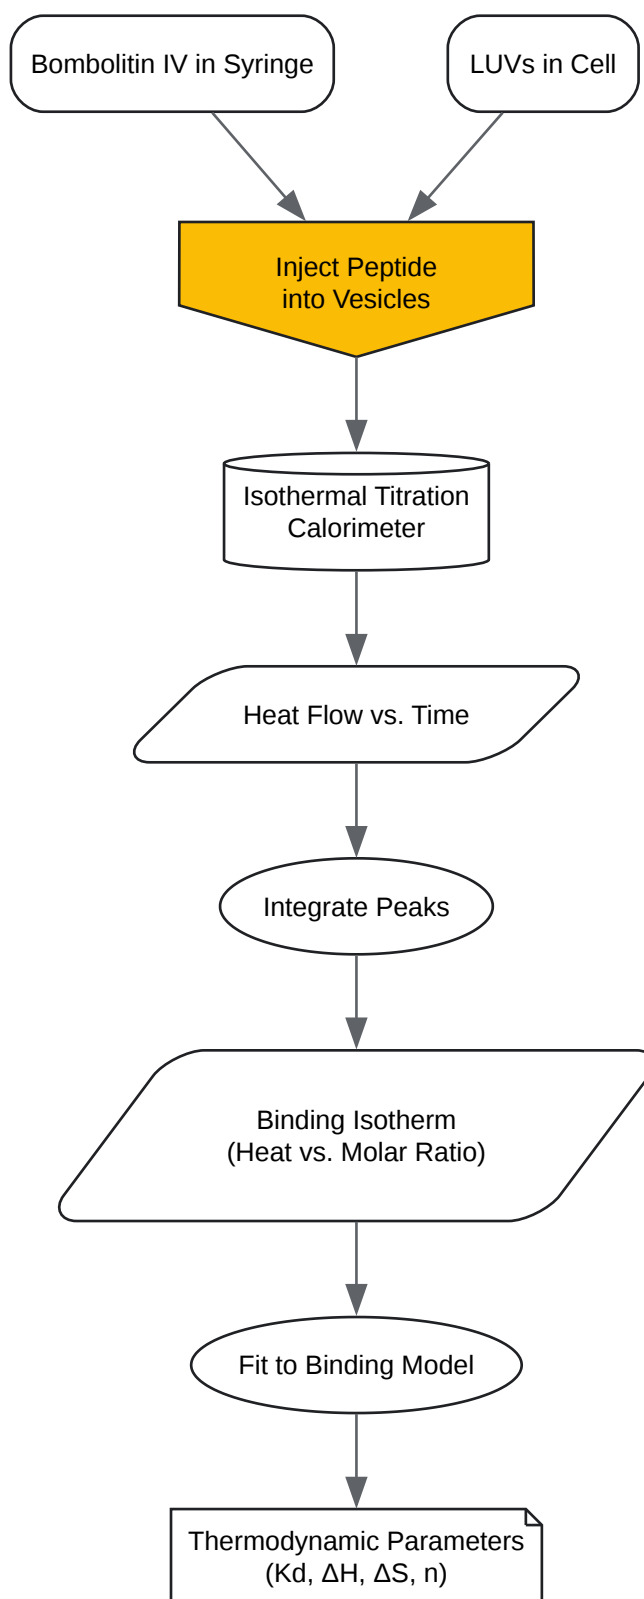 Bombolitin IV in Syringe
LUVs in Cell
Inject Peptide
into Vesicles
Isothermal Titration
Calorimeter
Heat Flow vs. Time
Integrate Peaks
Binding Isotherm
(Heat vs. Molar Ratio)
Fit to Binding Model
Thermodynamic Parameters
(Kd, ΔH, ΔS, n)